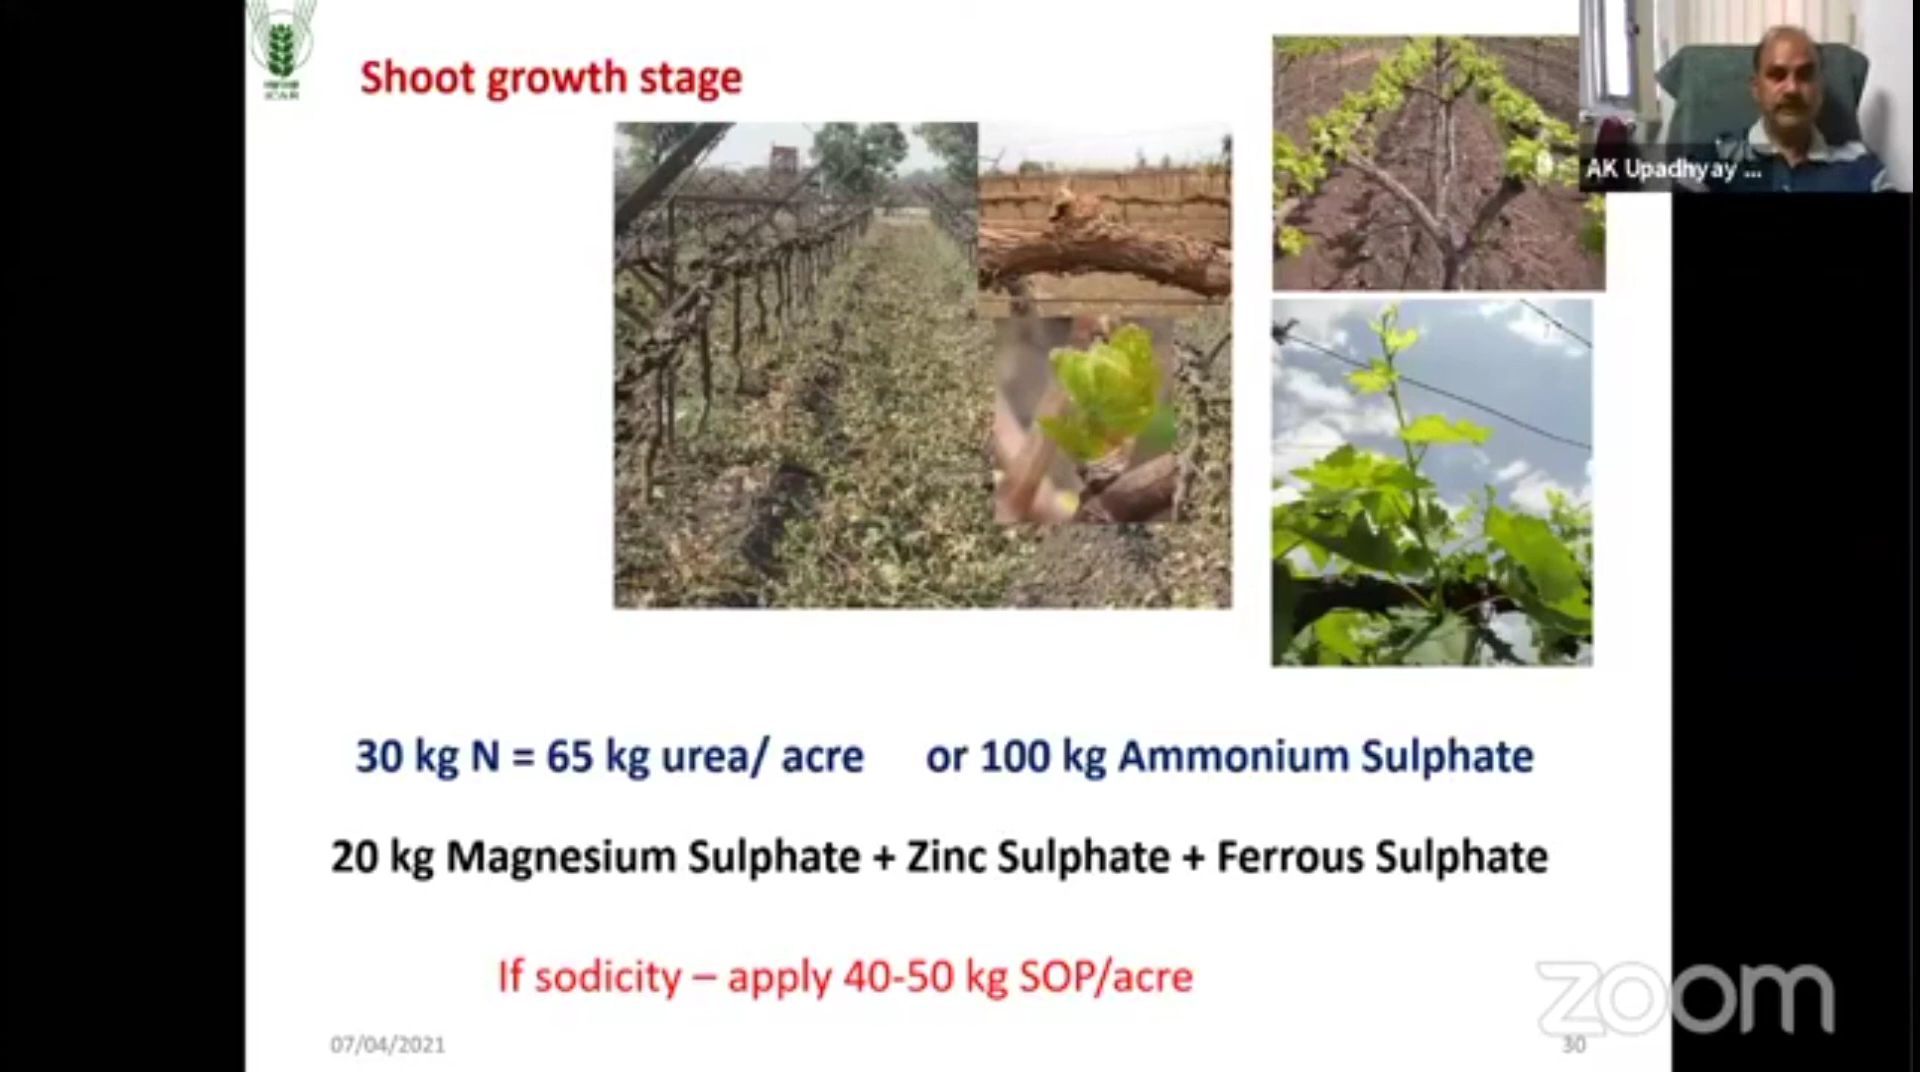 ICAR
Shoot growth stage
AK Upadhyay ...
30 kg N = 65 kg urea/ acre or 100 kg Ammonium Sulphate
20 kg Magnesium Sulphate + Zinc Sulphate + Ferrous Sulphate
If sodicity – apply 40-50 kg SOP/acre
zoom
07/04/2021
30